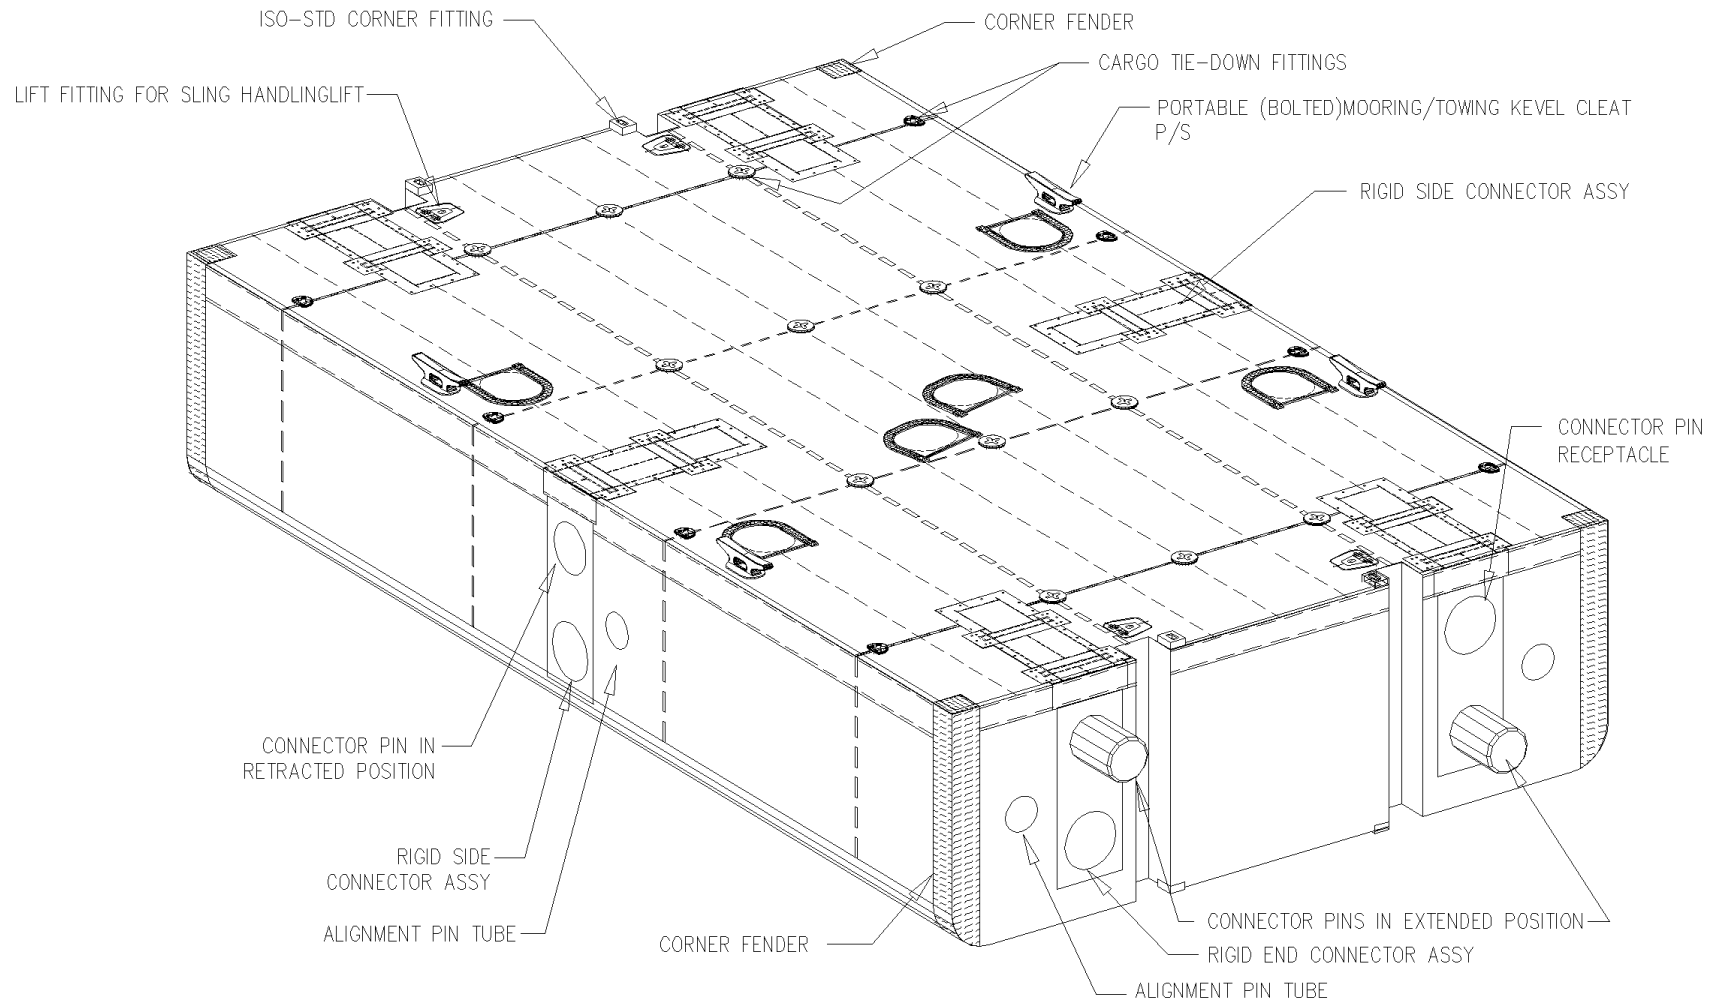 ISO-STD CORNER FITTING
CORNER FENDER
CARGO TIE-DOWN FITTINGS
LIFT FITTING FOR SLING HANDLINGLIFT
PORTABLE (BOLTED)MOORING/TOWING KEVEL CLEAT
P/S
RIGID SIDE CONNECTOR ASSY
CONNECTOR PIN
RECEPTACLE
CONNECTOR PIN IN
RETRACTED POSITION
RIGID SIDE
CONNECTOR ASSY
ALIGNMENT PIN TUBE
CORNER FENDER
CONNECTOR PINS IN EXTENDED POSITION
RIGID END CONNECTOR ASSY
ALIGNMENT PIN TUBE